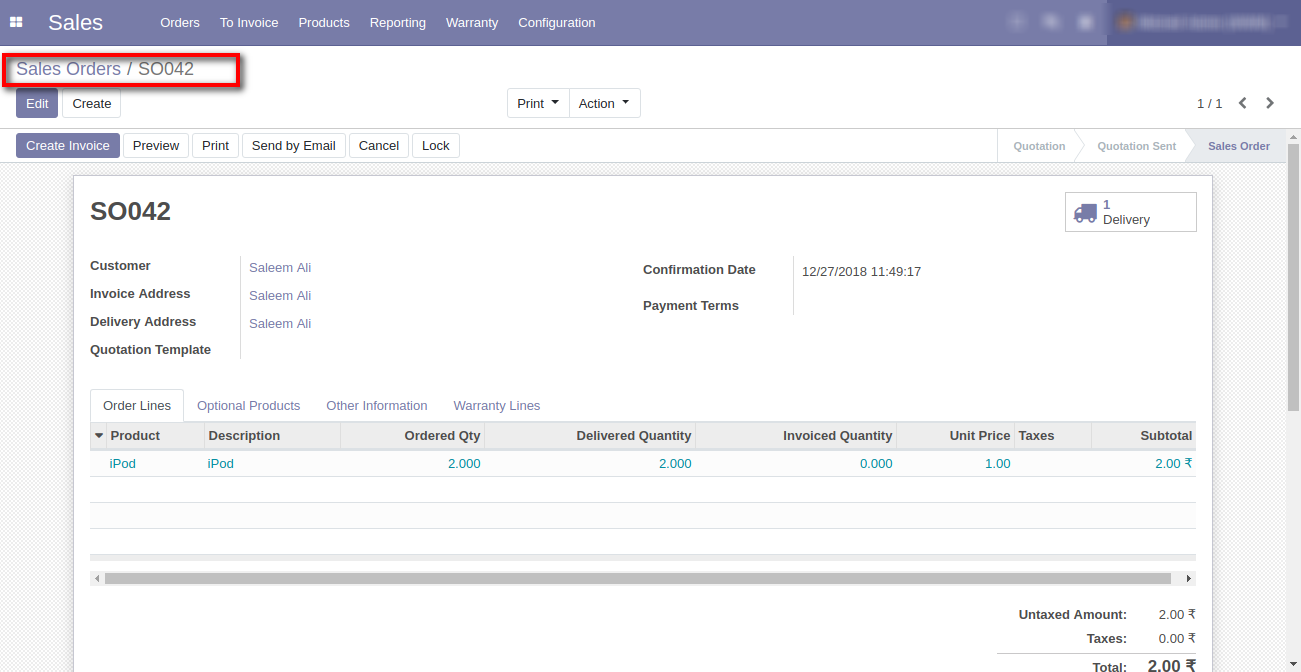 Sales Orders To Invoice Products Reporting Warranty Configuration
Sales Orders / SO042
Edit Create Print Action 1 / 1
Create Invoice Preview Print Send by Email Cancel Lock Quotation Quotation Sent Sales Order
SO042
1
Delivery
Customer Saleem Ali
Invoice Address Saleem Ali
Delivery Address Saleem Ali
Quotation Template
Confirmation Date 12/27/2018 11:49:17
Payment Terms
Order Lines Optional Products Other Information Warranty Lines
Product Description Ordered Qty Delivered Quantity Invoiced Quantity Unit Price Taxes Subtotal
iPod iPod 2.000 2.000 0.000 1.00 2.00 ₹
Untaxed Amount: 2.00 ₹
Taxes: 0.00 ₹
Total: 2.00 ₹